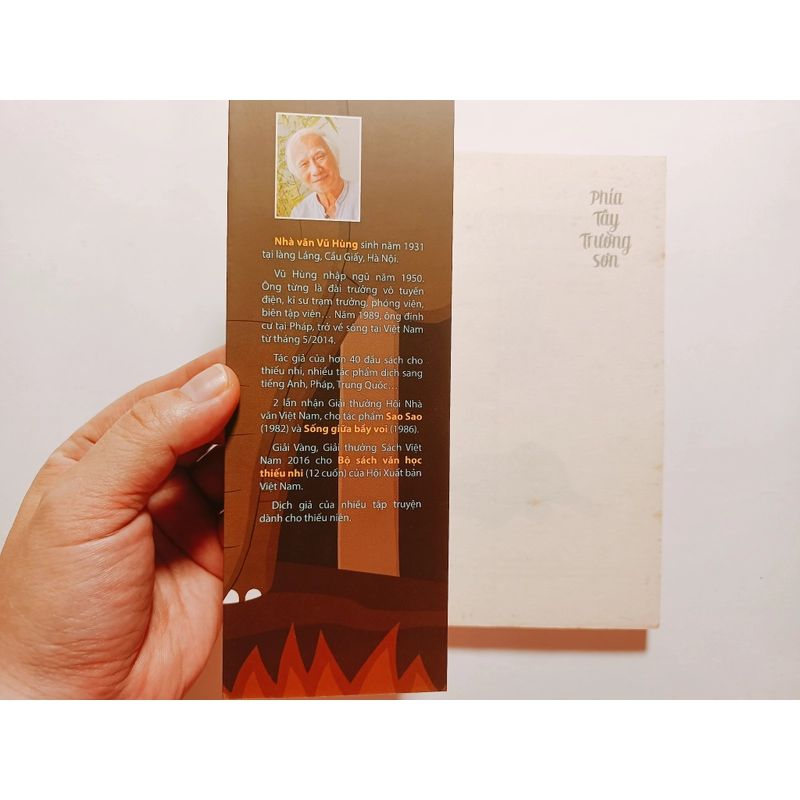 Nhà văn Vũ Hùng sinh năm 1931
tại làng Láng, Cầu Giấy, Hà Nội.
Vũ Hùng nhập ngũ năm 1950.
Ông từng là đài trưởng vô tuyến
điện, kĩ sư trạm trưởng, phóng viên,
biên tập viên… Năm 1989, ông định
cư tại Pháp, trở về sống tại Việt Nam
từ tháng 5/2014.
Tác giả của hơn 40 đầu sách cho
thiếu nhi, nhiều tác phẩm dịch sang
tiếng Anh, Pháp, Trung Quốc…
2 lần nhận Giải thưởng Hội Nhà
văn Việt Nam, cho tác phẩm Sao Sao
(1982) và Sống giữa bầy voi (1986).
Giải Vàng, Giải thưởng Sách Việt
Nam 2016 cho Bộ sách văn học
thiếu nhi (12 cuốn) của Hội Xuất bản
Việt Nam.
Dịch giả của nhiều tập truyện
dành cho thiếu niên.
Phía
Tây
Trường
Sơn